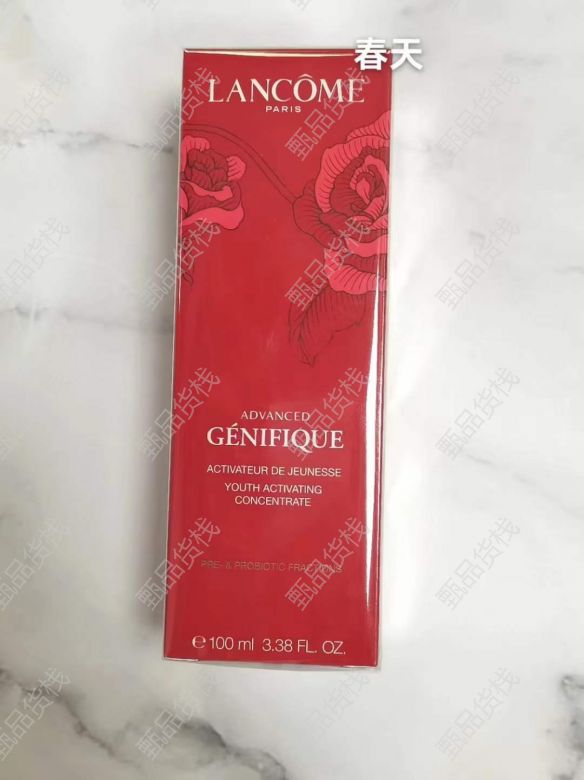 春天
LANCÔME
PARIS
ADVANCED
GÉNIFIQUE
ACTIVATEUR DE JEUNESSE
YOUTH ACTIVATING
CONCENTRATE
PRE- & PROBIOTIC FRACTIONS
℮ 100 ml 3.38 FL. OZ.
甄品货栈